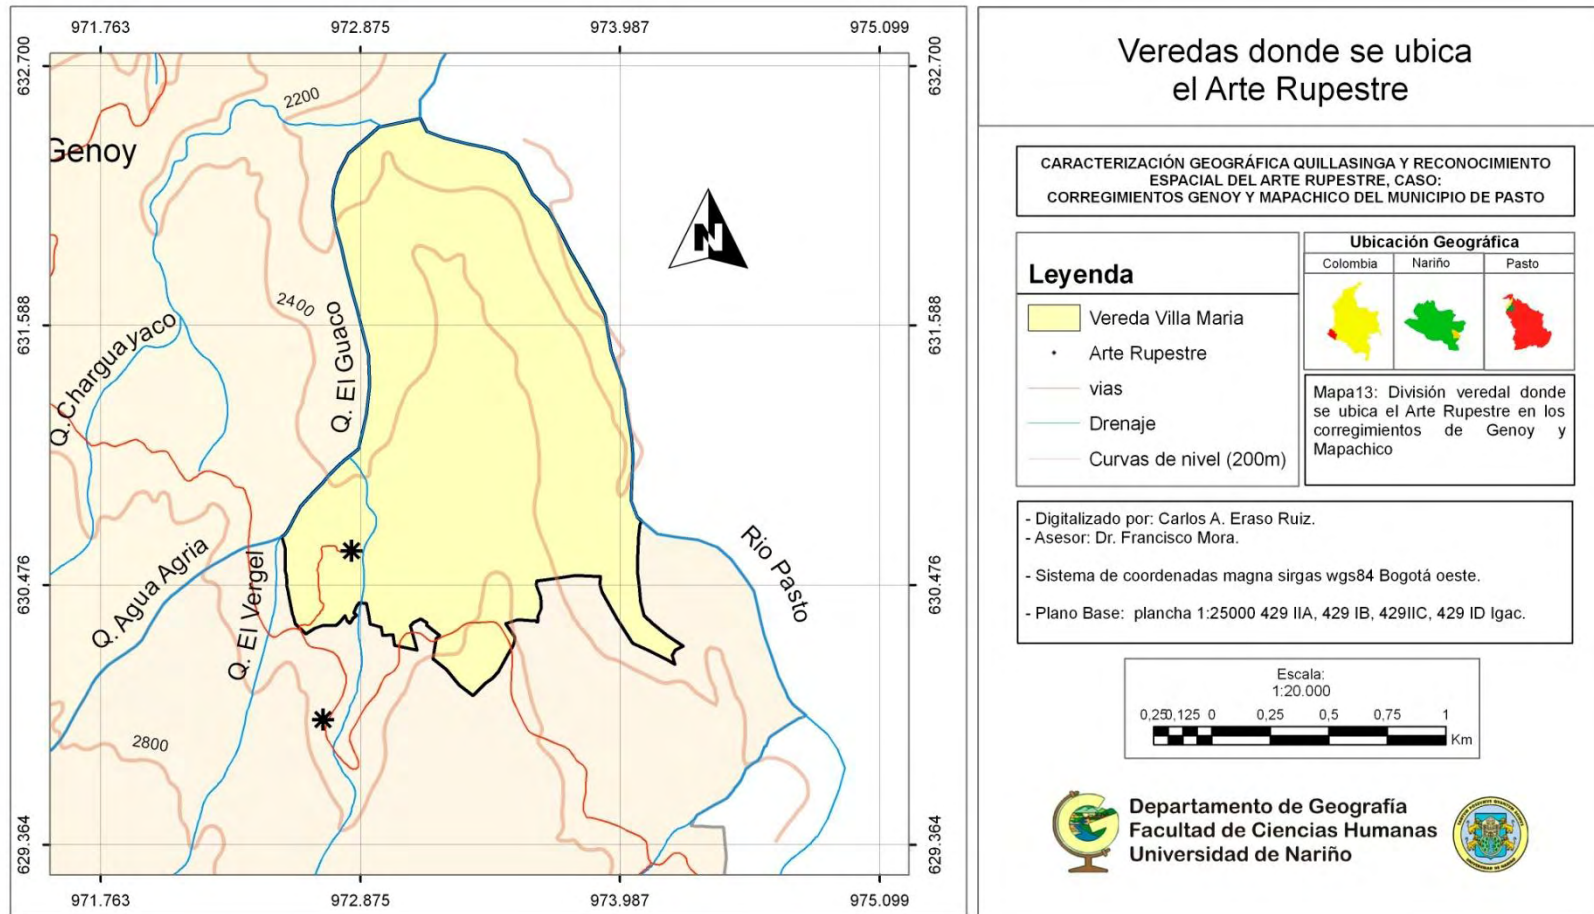 971.763 972.875 973.987 975.099
632.700 632.700
2200
Genoy
N
2400
631.588 631.588
Q. Charguayaco
Q. El Guaco
Q. Agua Agria
Q. El Vergel
Rio Pasto
630.476 630.476
2800
629.364 629.364
971.763 972.875 973.987 975.099
Veredas donde se ubica
el Arte Rupestre
CARACTERIZACIÓN GEOGRÁFICA QUILLASINGA Y RECONOCIMIENTO
ESPACIAL DEL ARTE RUPESTRE, CASO:
CORREGIMIENTOS GENOY Y MAPACHICO DEL MUNICIPIO DE PASTO
Leyenda
Vereda Villa Maria
Arte Rupestre
vias
Drenaje
Curvas de nivel (200m)
Ubicación Geográfica
Colombia Nariño Pasto
Mapa13: División veredal donde
se ubica el Arte Rupestre en los
corregimientos de Genoy y
Mapachico
- Digitalizado por: Carlos A. Eraso Ruiz.
- Asesor: Dr. Francisco Mora.
- Sistema de coordenadas magna sirgas wgs84 Bogotá oeste.
- Plano Base: plancha 1:25000 429 IIA, 429 IB, 429IIC, 429 ID Igac.
Escala:
1:20.000
0,25 0,125 0 0,25 0,5 0,75 1
Km
Departamento de Geografía
Facultad de Ciencias Humanas
Universidad de Nariño